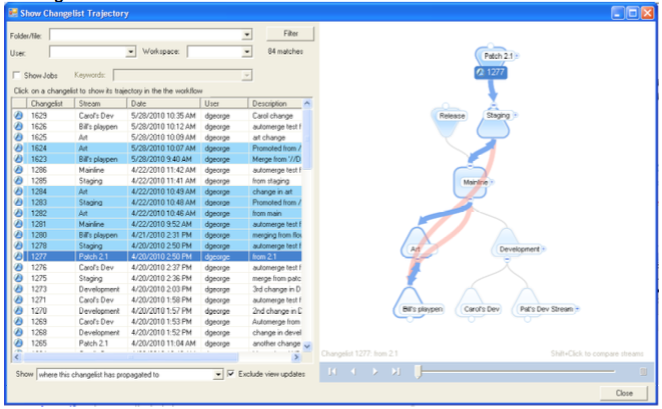 Show Changelist Trajectory
Folder/file:
Filter
User:
Workspace:
84 matches
Show Jobs Keywords:
Click on a changelist to show its trajectory in the the workflow
Changelist Stream Date User Description
1629 Carol's Dev 5/28/2010 10:35 AM dgeorge Carol change
1626 Bill's playpen 5/28/2010 10:12 AM dgeorge automerge test f
1625 Art 5/28/2010 10:09 AM dgeorge art change
1624 Art 5/28/2010 10:07 AM dgeorge Promoted from /
1623 Bill's playpen 5/28/2010 9:40 AM dgeorge Merge from '//D
1286 Mainline 4/22/2010 11:42 AM dgeorge automerge test f
1285 Staging 4/22/2010 11:41 AM dgeorge from staging
1284 Art 4/22/2010 10:49 AM dgeorge change in art
1283 Staging 4/22/2010 10:48 AM dgeorge Promoted from /
1282 Art 4/22/2010 10:46 AM dgeorge from main
1281 Mainline 4/22/2010 9:52 AM dgeorge automerge test f
1280 Bill's playpen 4/21/2010 2:31 PM dgeorge merging from flo
1278 Staging 4/20/2010 2:50 PM dgeorge automerge test f
1277 Patch 2.1 4/20/2010 2:50 PM dgeorge from 2.1
1276 Carol's Dev 4/20/2010 2:37 PM dgeorge automerge test f
1275 Staging 4/20/2010 2:36 PM dgeorge merge from patc
1273 Development 4/20/2010 2:03 PM dgeorge 3rd change in D
1271 Carol's Dev 4/20/2010 1:58 PM dgeorge automerge test f
1270 Development 4/20/2010 1:57 PM dgeorge 2nd change in D
1269 Carol's Dev 4/20/2010 1:53 PM dgeorge Automerge from
1268 Development 4/20/2010 1:52 PM dgeorge change in devel
1265 Patch 2.1 4/20/2010 11:04 AM dgeorge another change
Show where this changelist has propagated to
Exclude view updates
Patch 2.1
1277
Release
Staging
Mainline
Art
Development
Bill's playpen
Carol's Dev
Pat's Dev Stream
Changelist 1277: from 2.1
Shift+Click to compare streams
Close